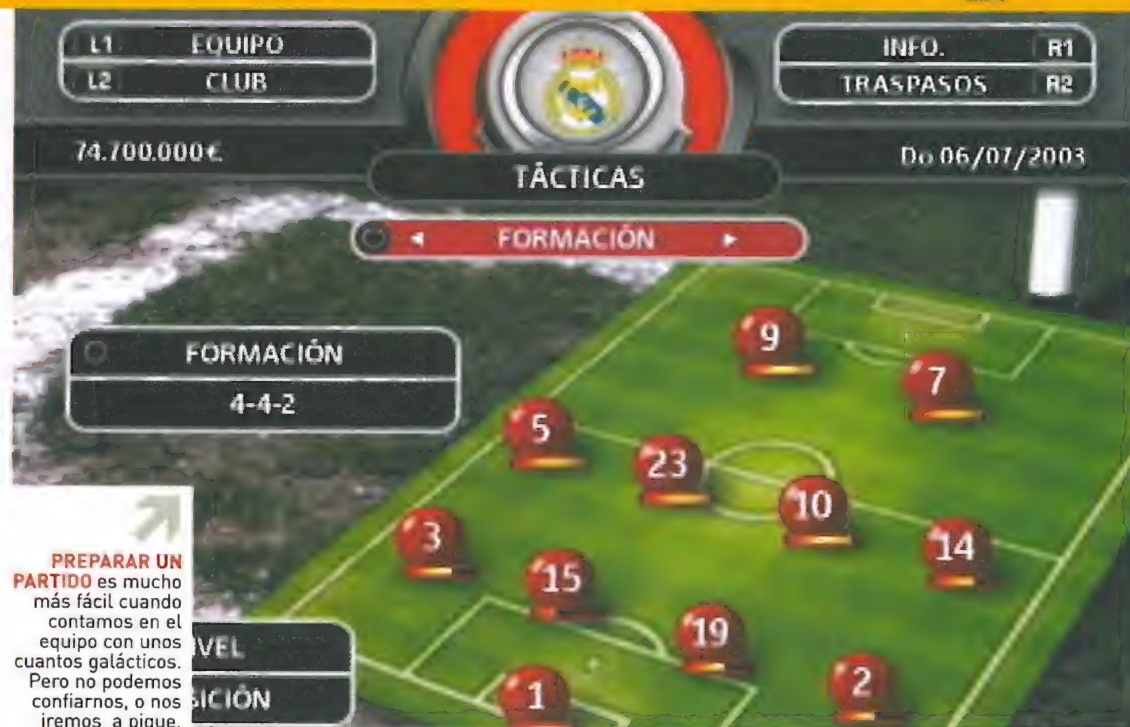 L1 EQUIPO
L2 CLUB
INFO. R1
TRASPASOS R2
74.700.000€
Do 06/07/2003
TÁCTICAS
FORMACIÓN
FORMACIÓN
4-4-2
9
7
5
23
10
3
14
15
19
1
2
PREPARAR UN
PARTIDO es mucho
más fácil cuando
contamos en el
equipo con unos
cuantos galácticos.
Pero no podemos
confiarnos, o nos
iremos a pique.